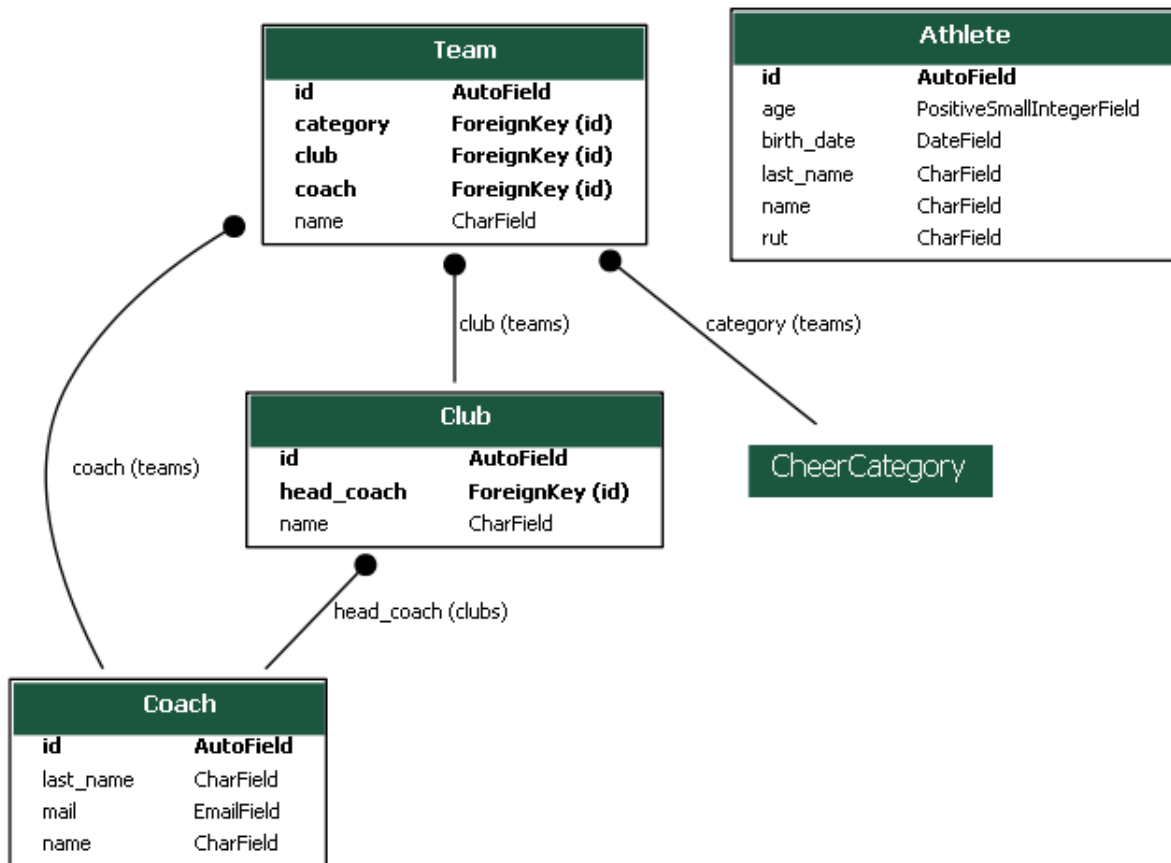 Team
id AutoField
category ForeignKey (id)
club ForeignKey (id)
coach ForeignKey (id)
name CharField
Athlete
id AutoField
age PositiveSmallIntegerField
birth_date DateField
last_name CharField
name CharField
rut CharField
club (teams)
category (teams)
coach (teams)
Club
id AutoField
head_coach ForeignKey (id)
name CharField
CheerCategory
head_coach (clubs)
Coach
id AutoField
last_name CharField
mail EmailField
name CharField